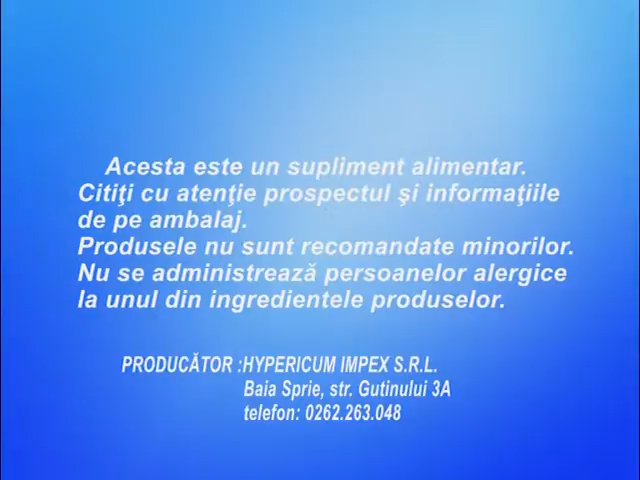 Acesta este un supliment alimentar.
Citiţi cu atenţie prospectul şi informaţiile
de pe ambalaj.
Produsele nu sunt recomandate minorilor.
Nu se administrează persoanelor alergice
la unul din ingredientele produselor.
PRODUCĂTOR :HYPERICUM IMPEX S.R.L.
Baia Sprie, str. Gutinului 3A
telefon: 0262.263.048